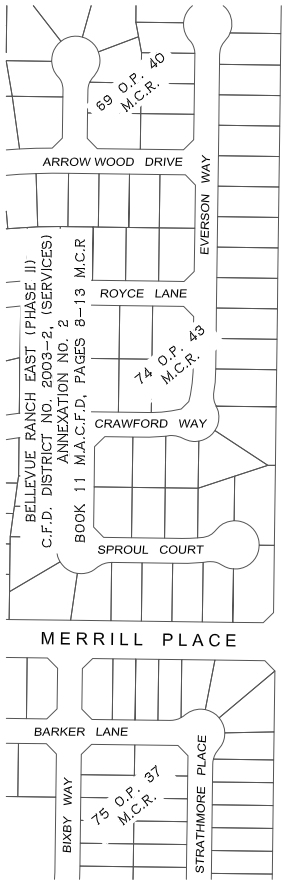 69 O.P. 40
M.C.R.
ARROW WOOD DRIVE
EVERSON WAY
BELLEVUE RANCH EAST (PHASE II)
C.F.D. DISTRICT NO. 2003-2, (SERVICES)
ANNEXATION NO. 2
BOOK 11 M.A.C.F.D, PAGES 8-13 M.C.R
ROYCE LANE
74 O.P. 43
M.C.R.
CRAWFORD WAY
SPROUL COURT
MERRILL PLACE
BARKER LANE
BIXBY WAY
75 O.P. 37
M.C.R.
STRATHMORE PLACE